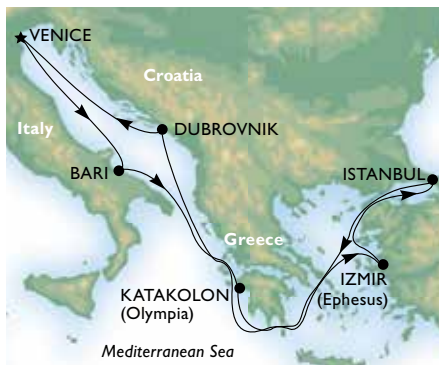 VENICE
Croatia
Italy
DUBROVNIK
BARI
ISTANBUL
Greece
IZMIR
(Ephesus)
KATAKOLON
(Olympia)
Mediterranean Sea